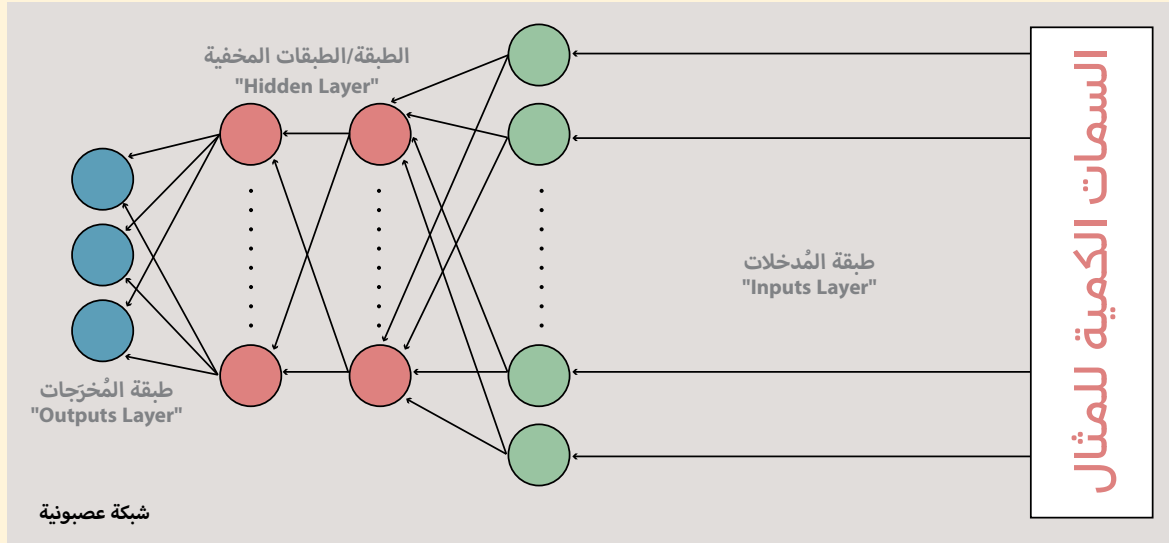 السمات الكمية للمثال
طبقة المُدخلات
"Inputs Layer"
الطبقة/الطبقات المخفية
"Hidden Layer"
طبقة المُخرَجات
"Outputs Layer"
شبكة عصبونية